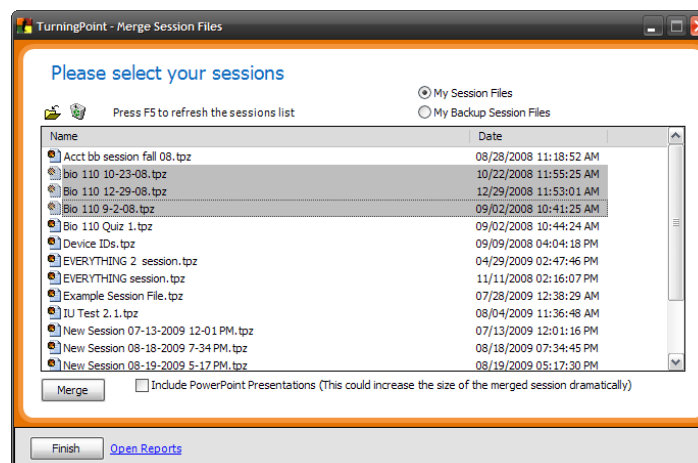 TurningPoint - Merge Session Files
Please select your sessions
My Session Files
Press F5 to refresh the sessions list
My Backup Session Files
Name Date
Acct bb session fall 08.tpz 08/28/2008 11:18:52 AM
bio 110 10-23-08.tpz 10/22/2008 11:55:25 AM
Bio 110 12-29-08.tpz 12/29/2008 11:53:01 AM
Bio 110 9-2-08.tpz 09/02/2008 10:41:25 AM
Bio 110 Quiz 1.tpz 09/02/2008 10:44:24 AM
Device IDs.tpz 09/09/2008 04:04:18 PM
EVERYTHING 2 session.tpz 04/29/2009 02:47:46 PM
EVERYTHING session.tpz 11/11/2008 02:16:07 PM
Example Session File.tpz 07/28/2009 12:38:29 AM
IU Test 2.1.tpz 08/04/2009 11:36:48 AM
New Session 07-13-2009 12-01 PM.tpz 07/13/2009 12:01:16 PM
New Session 08-18-2009 7-34 PM.tpz 08/18/2009 07:34:45 PM
New Session 08-19-2009 5-17 PM.tpz 08/19/2009 05:17:30 PM
Merge Include PowerPoint Presentations (This could increase the size of the merged session dramatically)
Finish Open Reports